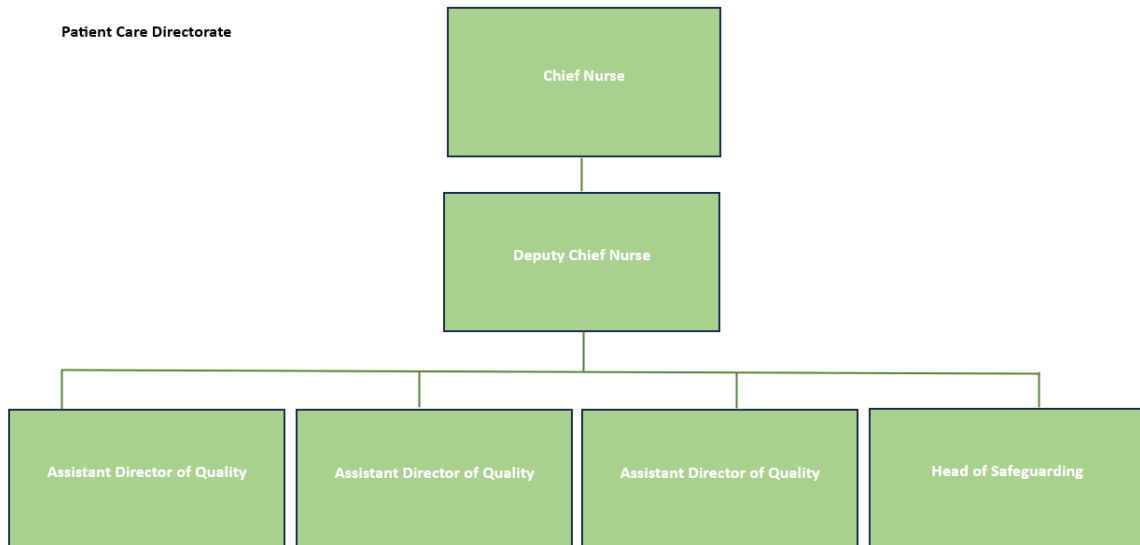 Patient Care Directorate
Chief Nurse
Deputy Chief Nurse
Assistant Director of Quality
Assistant Director of Quality
Assistant Director of Quality
Head of Safeguarding